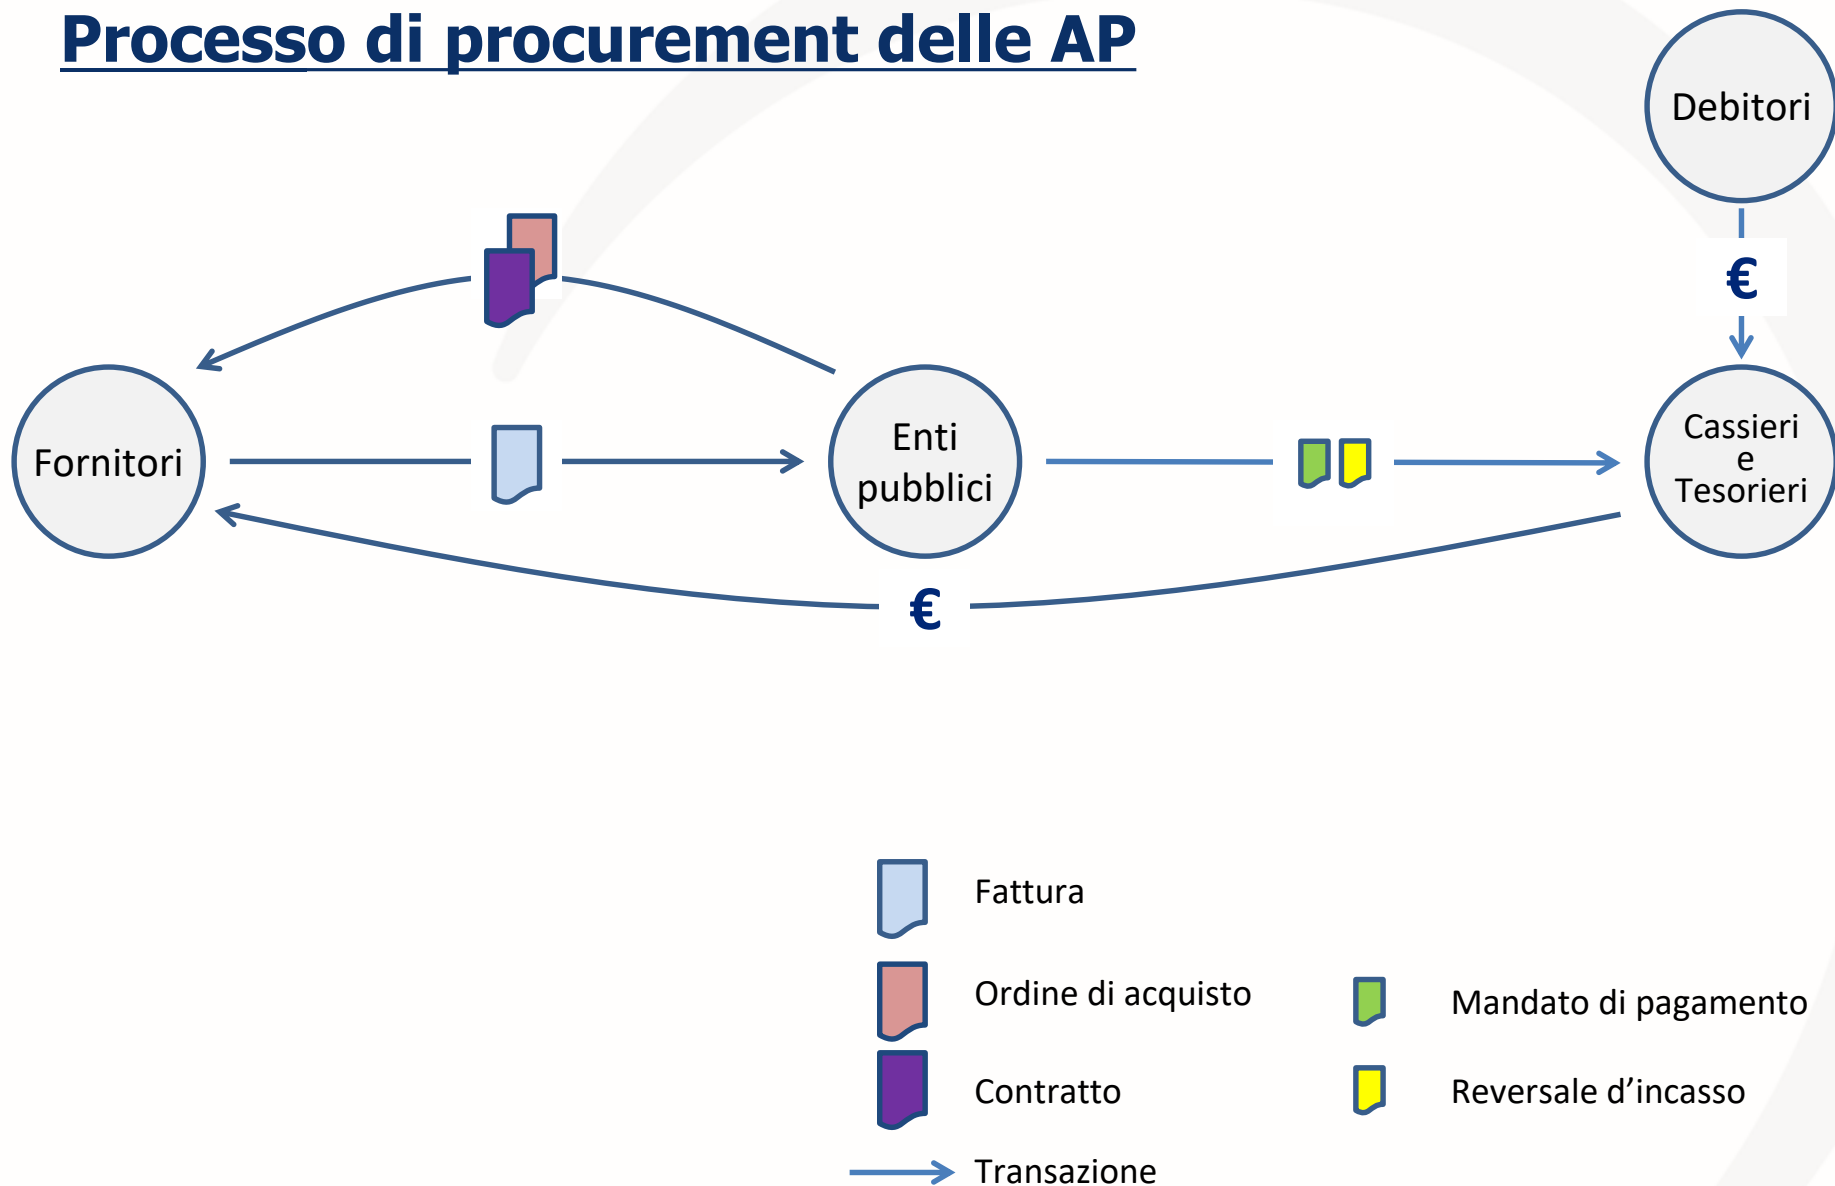 Processo di procurement delle AP
Debitori
€
Fornitori
Enti
pubblici
Cassieri
e
Tesorieri
€
Fattura
Ordine di acquisto
Mandato di pagamento
Contratto
Reversale d’incasso
Transazione